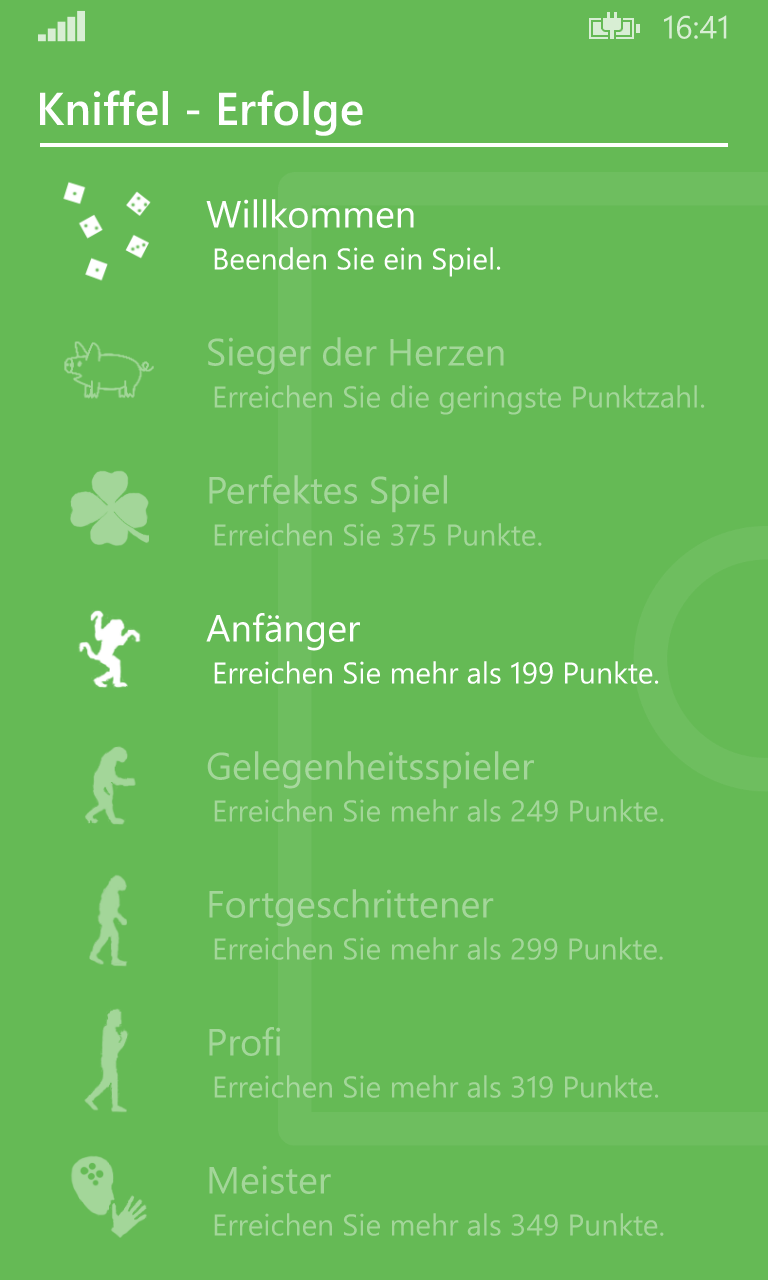 16:41
Kniffel - Erfolge
Willkommen
Beenden Sie ein Spiel.
Sieger der Herzen
Erreichen Sie die geringste Punktzahl.
Perfektes Spiel
Erreichen Sie 375 Punkte.
Anfänger
Erreichen Sie mehr als 199 Punkte.
Gelegenheitsspieler
Erreichen Sie mehr als 249 Punkte.
Fortgeschrittener
Erreichen Sie mehr als 299 Punkte.
Profi
Erreichen Sie mehr als 319 Punkte.
Meister
Erreichen Sie mehr als 349 Punkte.